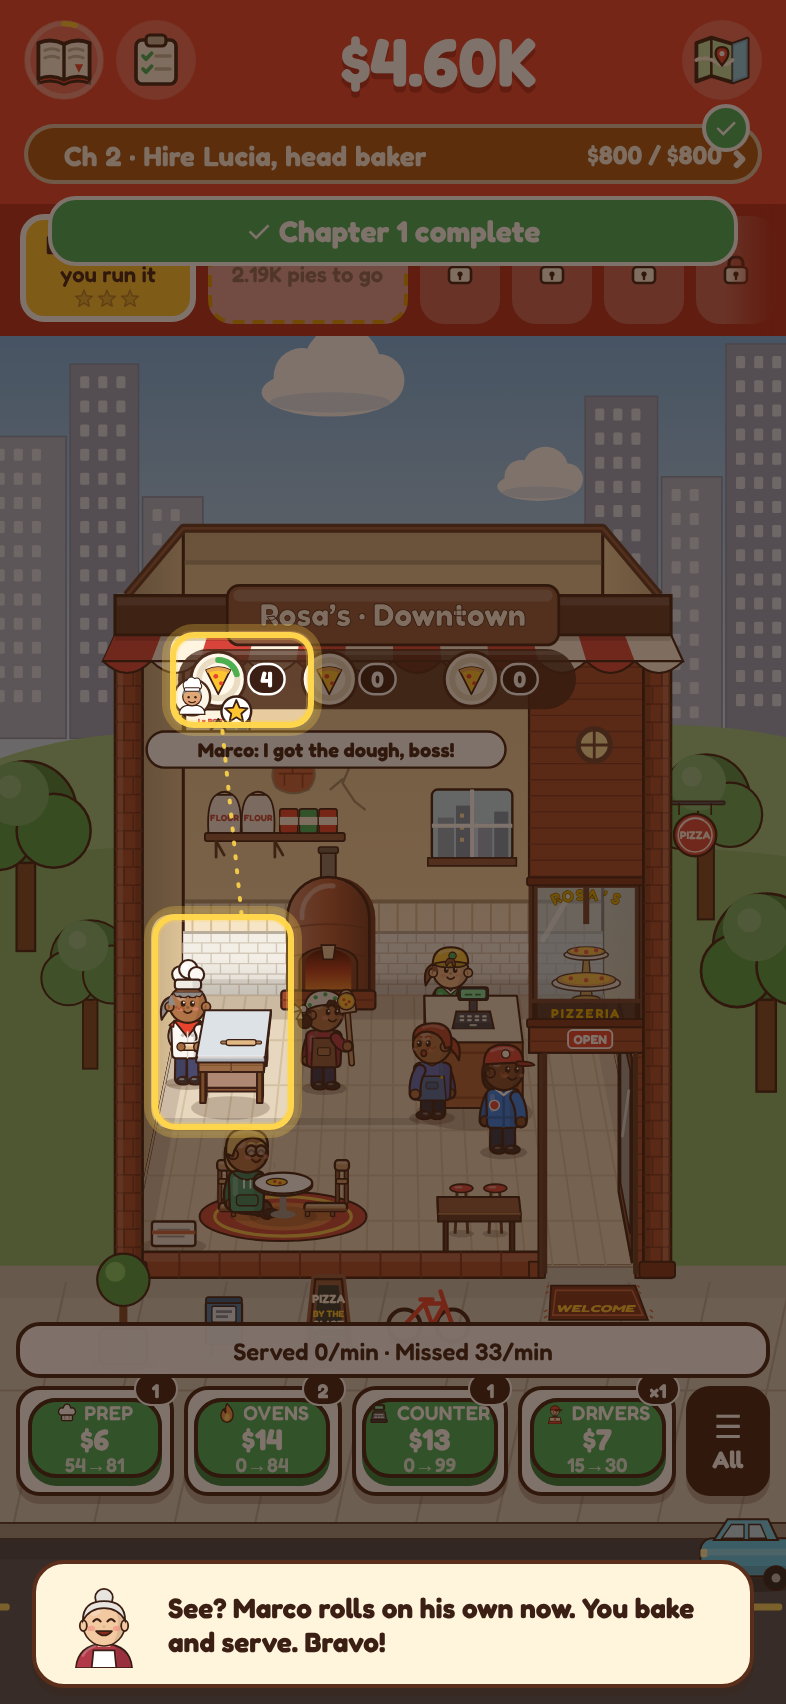 $4.60K
Ch 2 · Hire Lucia, head baker
$800 / $800
Chapter 1 complete
you run it
2.19K pies to go
Rosa's · Downtown
4
0
0
Marco: I got the dough, boss!
FLOUR
FLOUR
PIZZA
ROSA'S
PIZZERIA
OPEN
PIZZA
BY THE
WELCOME
Served 0/min · Missed 33/min
1
2
1
x1
PREP
$6
54→81
OVENS
$14
0→84
COUNTER
$13
0→99
DRIVERS
$7
15→30
All
See? Marco rolls on his own now. You bake
and serve. Bravo!